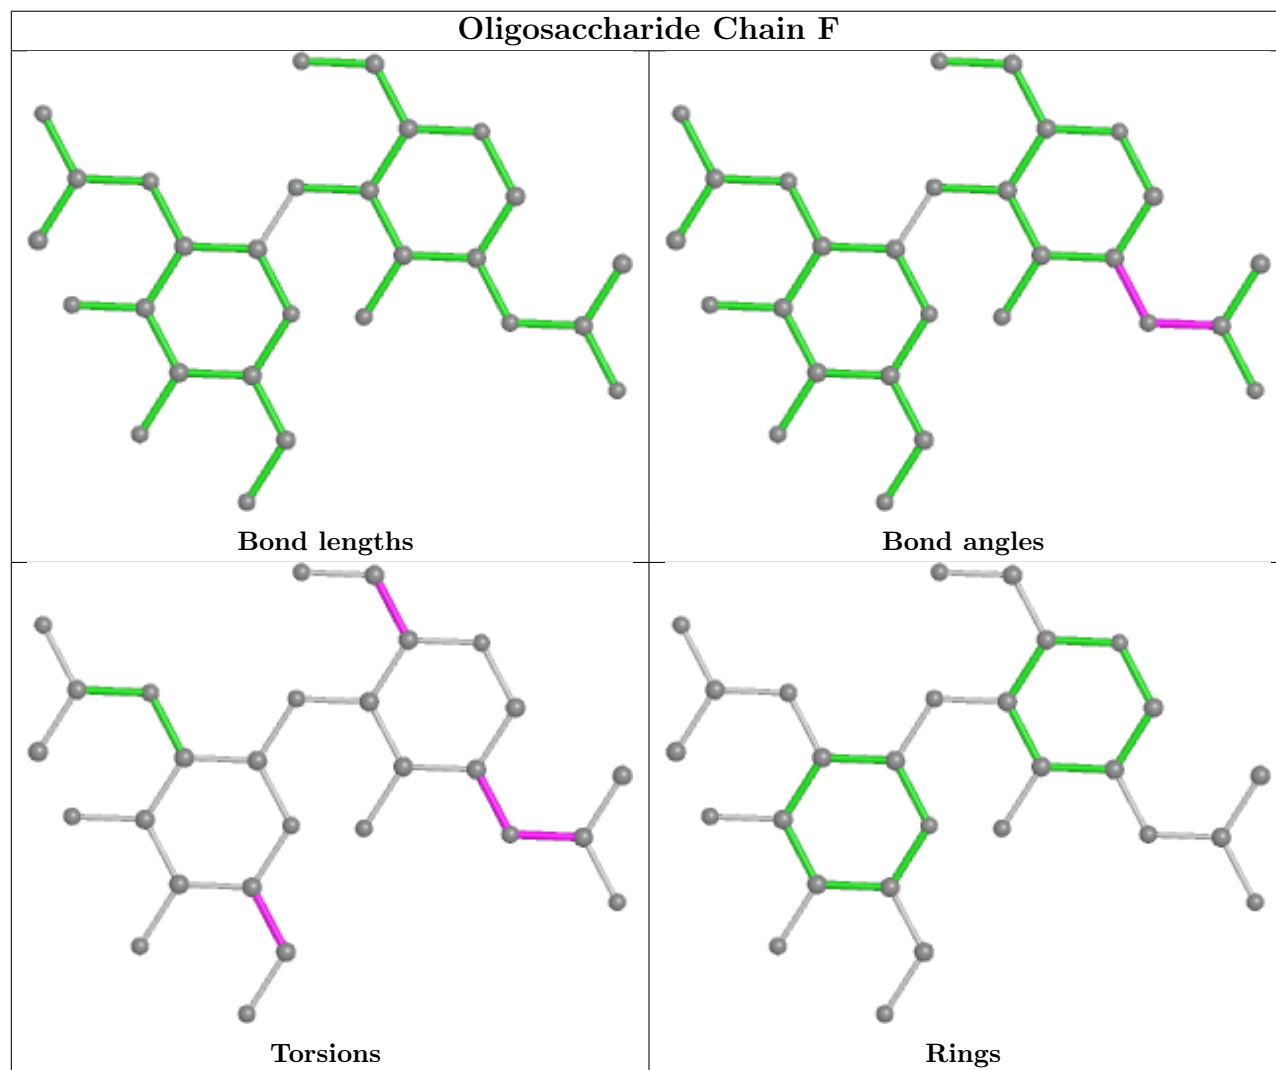 Oligosaccharide Chain F
Bond lengths
Bond angles
Torsions
Rings